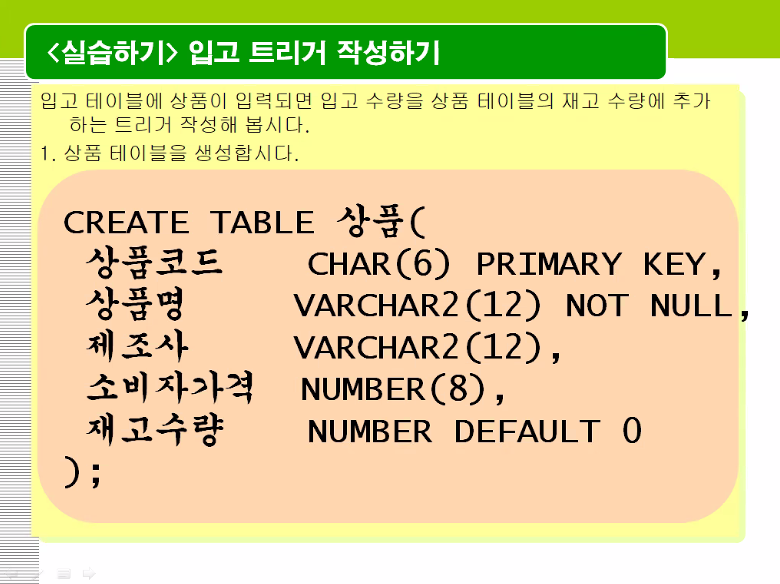 <실습하기> 입고 트리거 작성하기
입고 테이블에 상품이 입력되면 입고 수량을 상품 테이블의 재고 수량에 추가
하는 트리거 작성해 봅시다.
1. 상품 테이블을 생성합시다.
CREATE TABLE 상품(
상품코드 CHAR(6) PRIMARY KEY,
상품명 VARCHAR2(12) NOT NULL,
제조사 VARCHAR2(12),
소비자가격 NUMBER(8),
재고수량 NUMBER DEFAULT 0
);